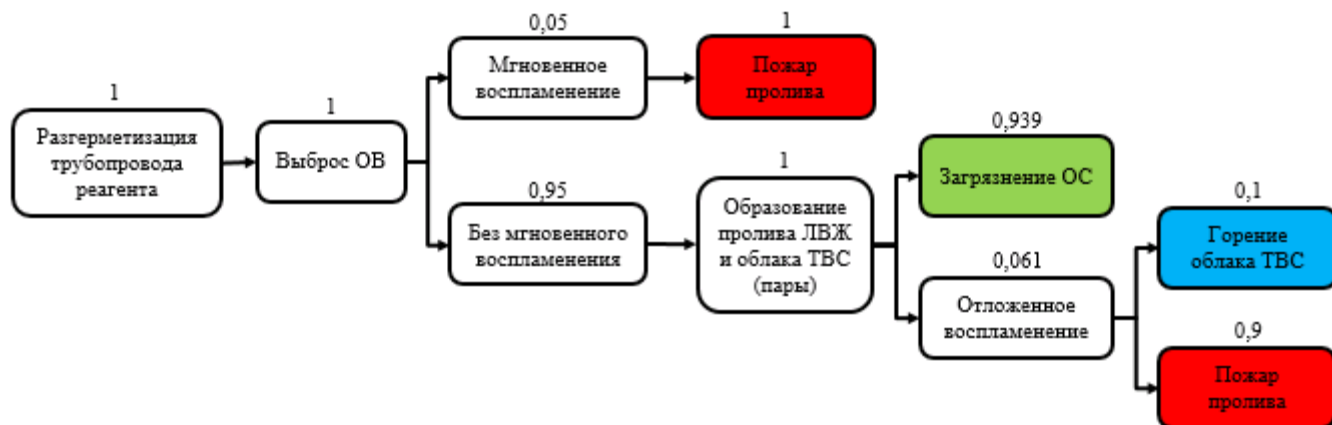 1
Разгерметизация
трубопровода
реагента
1
Выброс ОВ
0,05
Мгновенное
воспламенение
1
Пожар
пролива
0,95
Без мгновенного
воспламенения
1
Образование
пролива ЛВЖ
и облака ТВС
(пары)
0,939
Загрязнение ОС
0,061
Отложенное
воспламенение
0,1
Горение
облака ТВС
0,9
Пожар
пролива